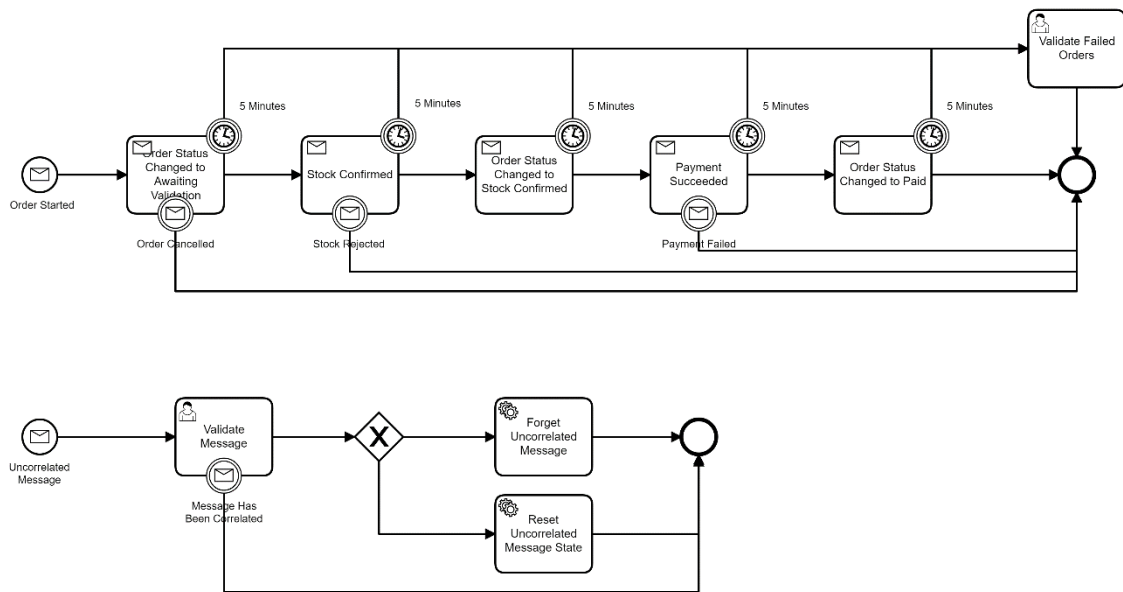 Validate Failed
Orders
5 Minutes
5 Minutes
5 Minutes
5 Minutes
5 Minutes
Order Status
Changed to
Awaiting
Validation
Stock Confirmed
Order Status
Changed to
Stock Confirmed
Payment
Succeeded
Order Status
Changed to Paid
Order Started
Order Cancelled
Stock Rejected
Payment Failed
Validate
Message
X
Forget
Uncorrelated
Message
Uncorrelated
Message
Message Has
Been Correlated
Reset
Uncorrelated
Message State